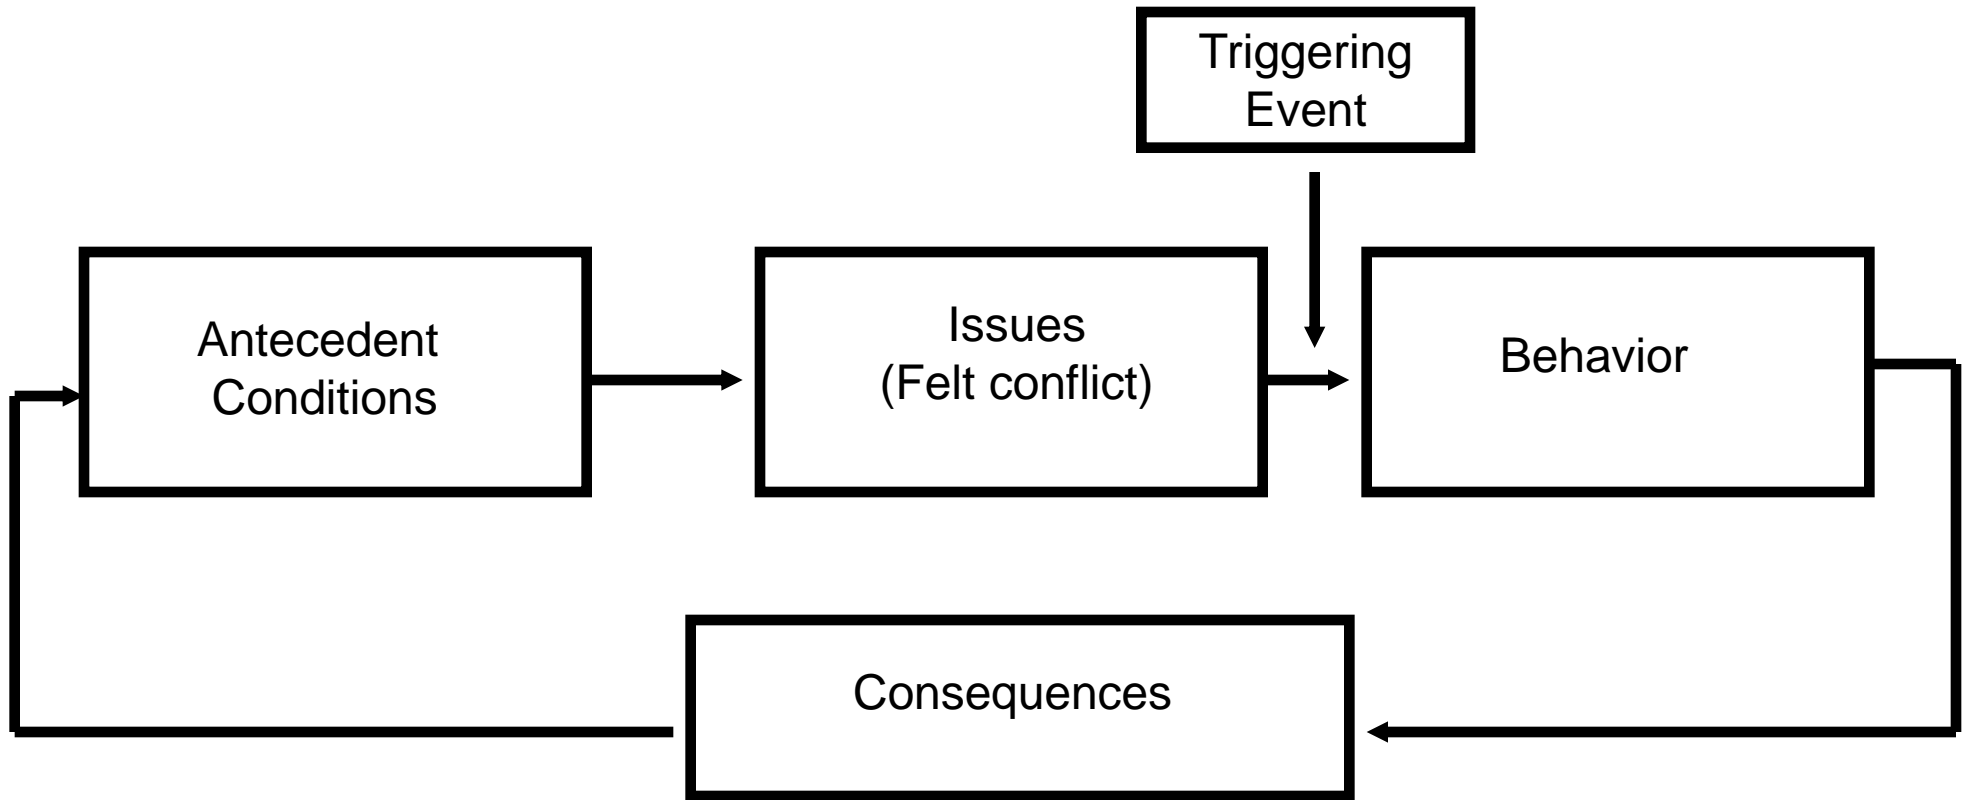 Triggering
Event
Antecedent
Conditions
Issues
(Felt conflict)
Behavior
Consequences